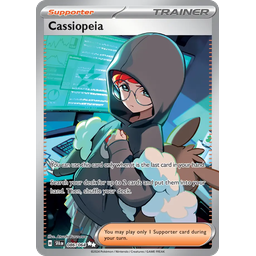 Supporter
TRAINER
Cassiopeia
You can use this card only when it is the last card in your hand.
Search your deck for up to 2 cards and put them into your hand. Then, shuffle your deck.
You may play only 1 Supporter card during
your turn.